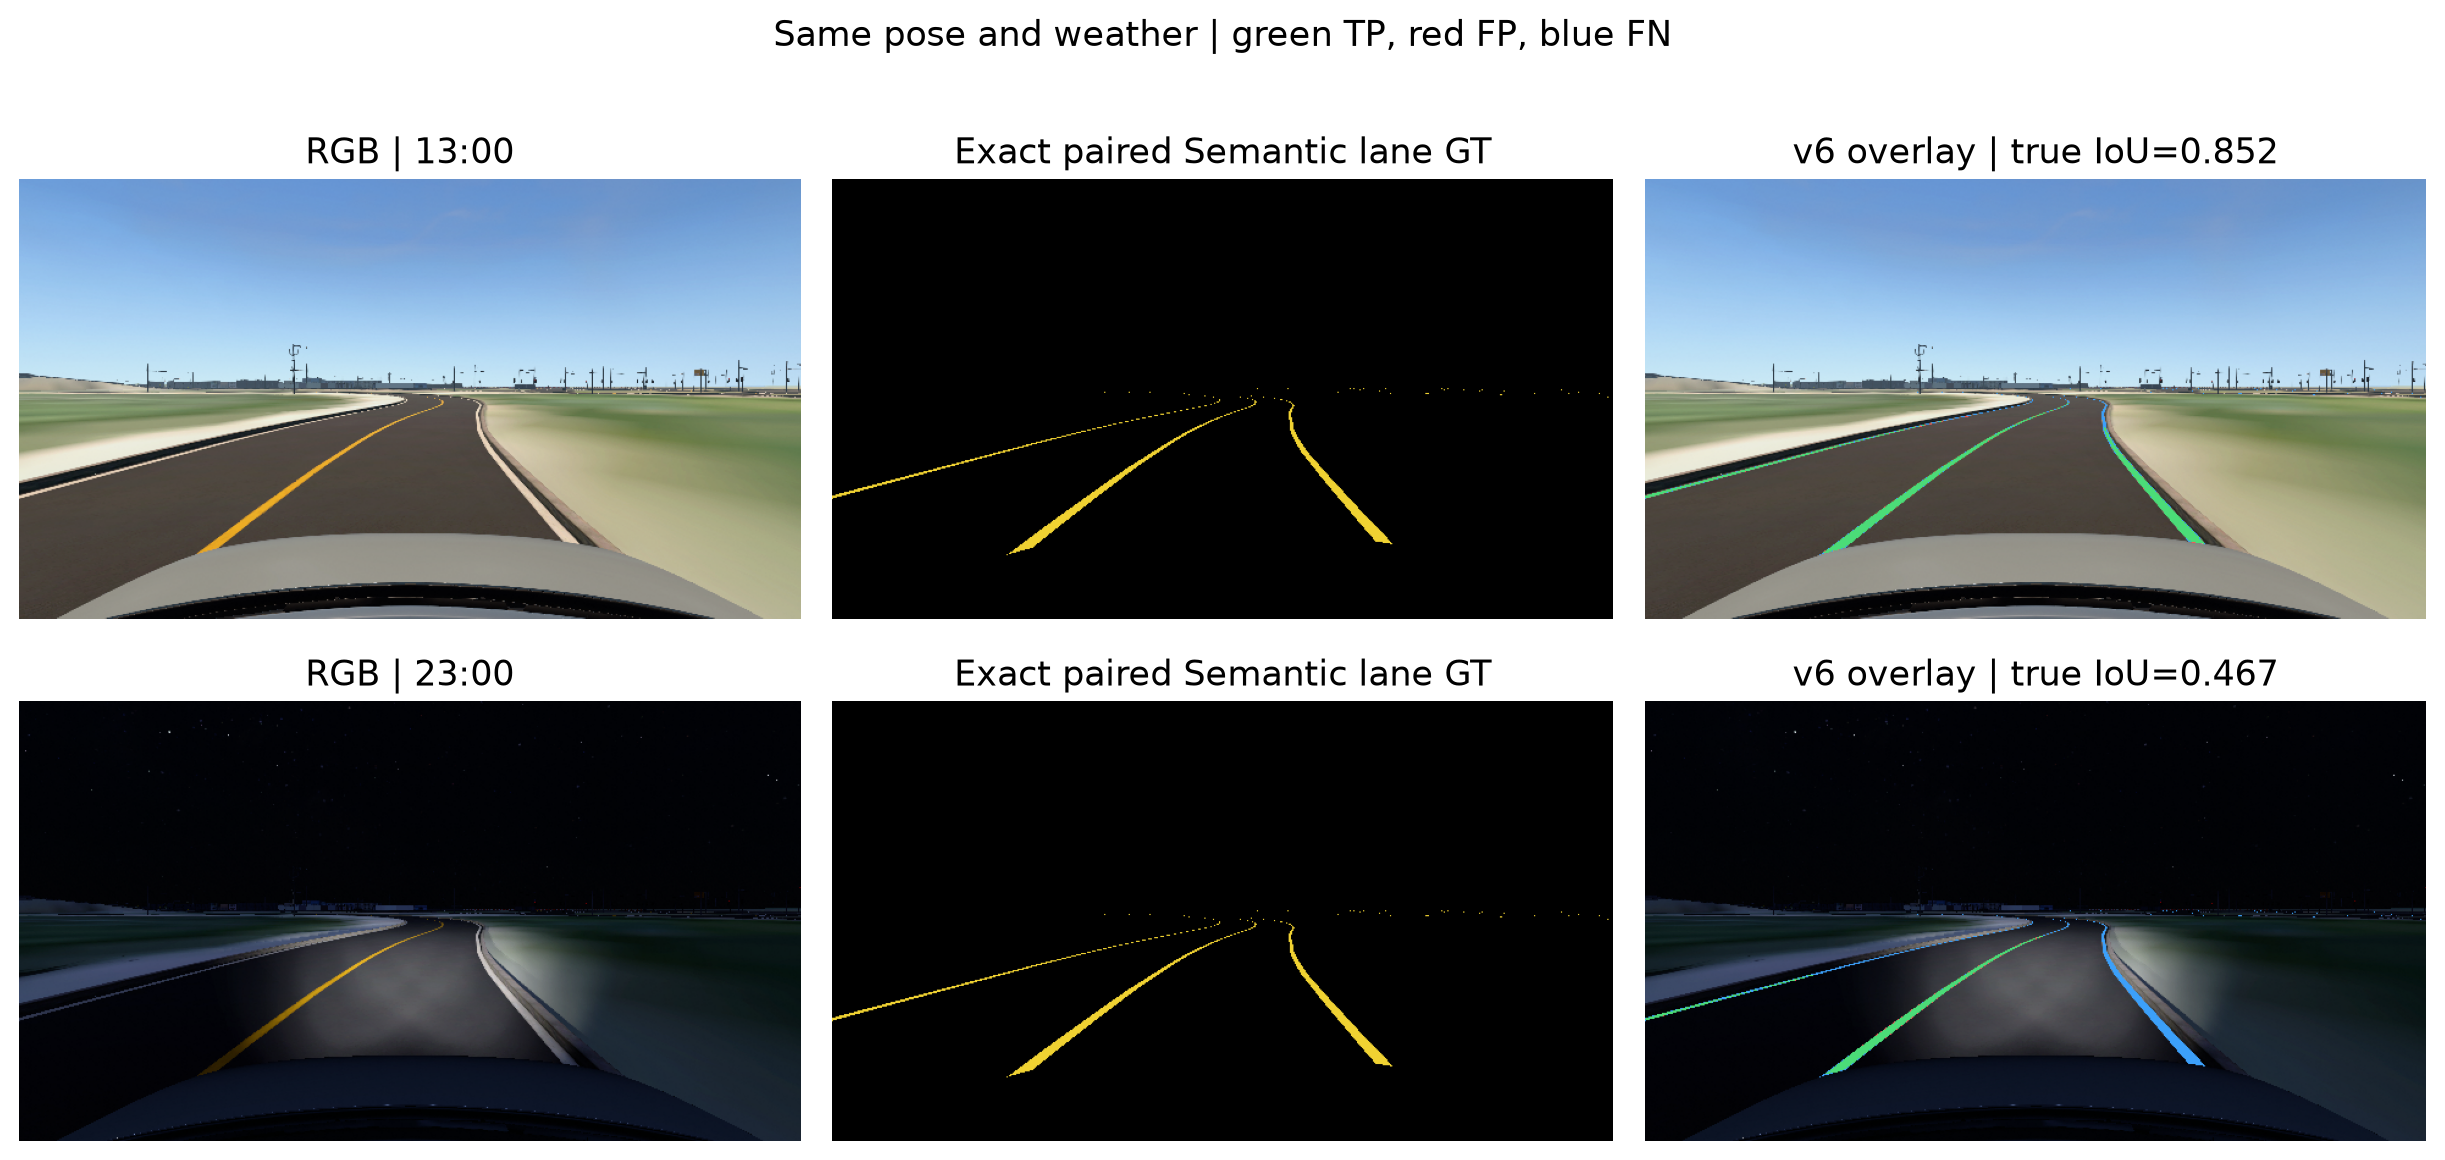 Same pose and weather | green TP, red FP, blue FN
RGB | 13:00
Exact paired Semantic lane GT
v6 overlay | true IoU=0.852
RGB | 23:00
Exact paired Semantic lane GT
v6 overlay | true IoU=0.467